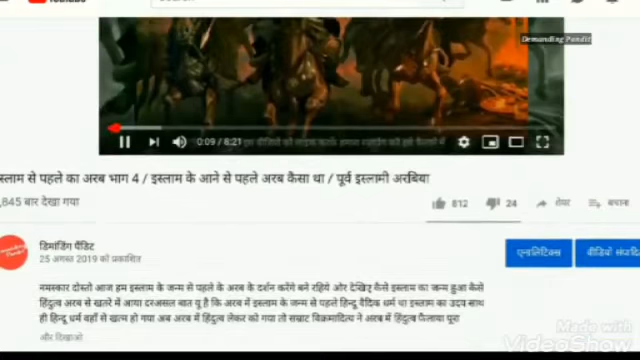 Demanding Pandit
0:09 / 8:21
स्लाम से पहले का अरब भाग 4 / इस्लाम के आने से पहले अरब कैसा था / पूर्व इस्लामी अरबिया
,845 बार देखा गया
812
24
शेयर
बचाना
डिमांडिंग पैंडिट
25 अगस्त 2019 को प्रकाशित
एनालिटिक्स
वीडियो संपादि
नमस्कार दोस्तो आज हम इस्लाम के जन्म से पहले के अरब के दर्शन करेंगे बने रहिये और देखिए कैसे इस्लाम का जन्म हुआ कैसे
हिंदुत्व अरब से खतरे में आया दरअसल बात यू है कि अरब में इस्लाम के जन्म से पहले हिन्दू वैदिक धर्म था इस्लाम का उदय साथ
ही हिन्दू धर्म वहाँ से खत्म हो गया अब अरब में हिंदुत्व लेकर को गया तो सम्राट विक्रमादित्य ने अरब में हिंदुत्व फैलाया पूरा
और दिखाओ
Made with
VideoShow